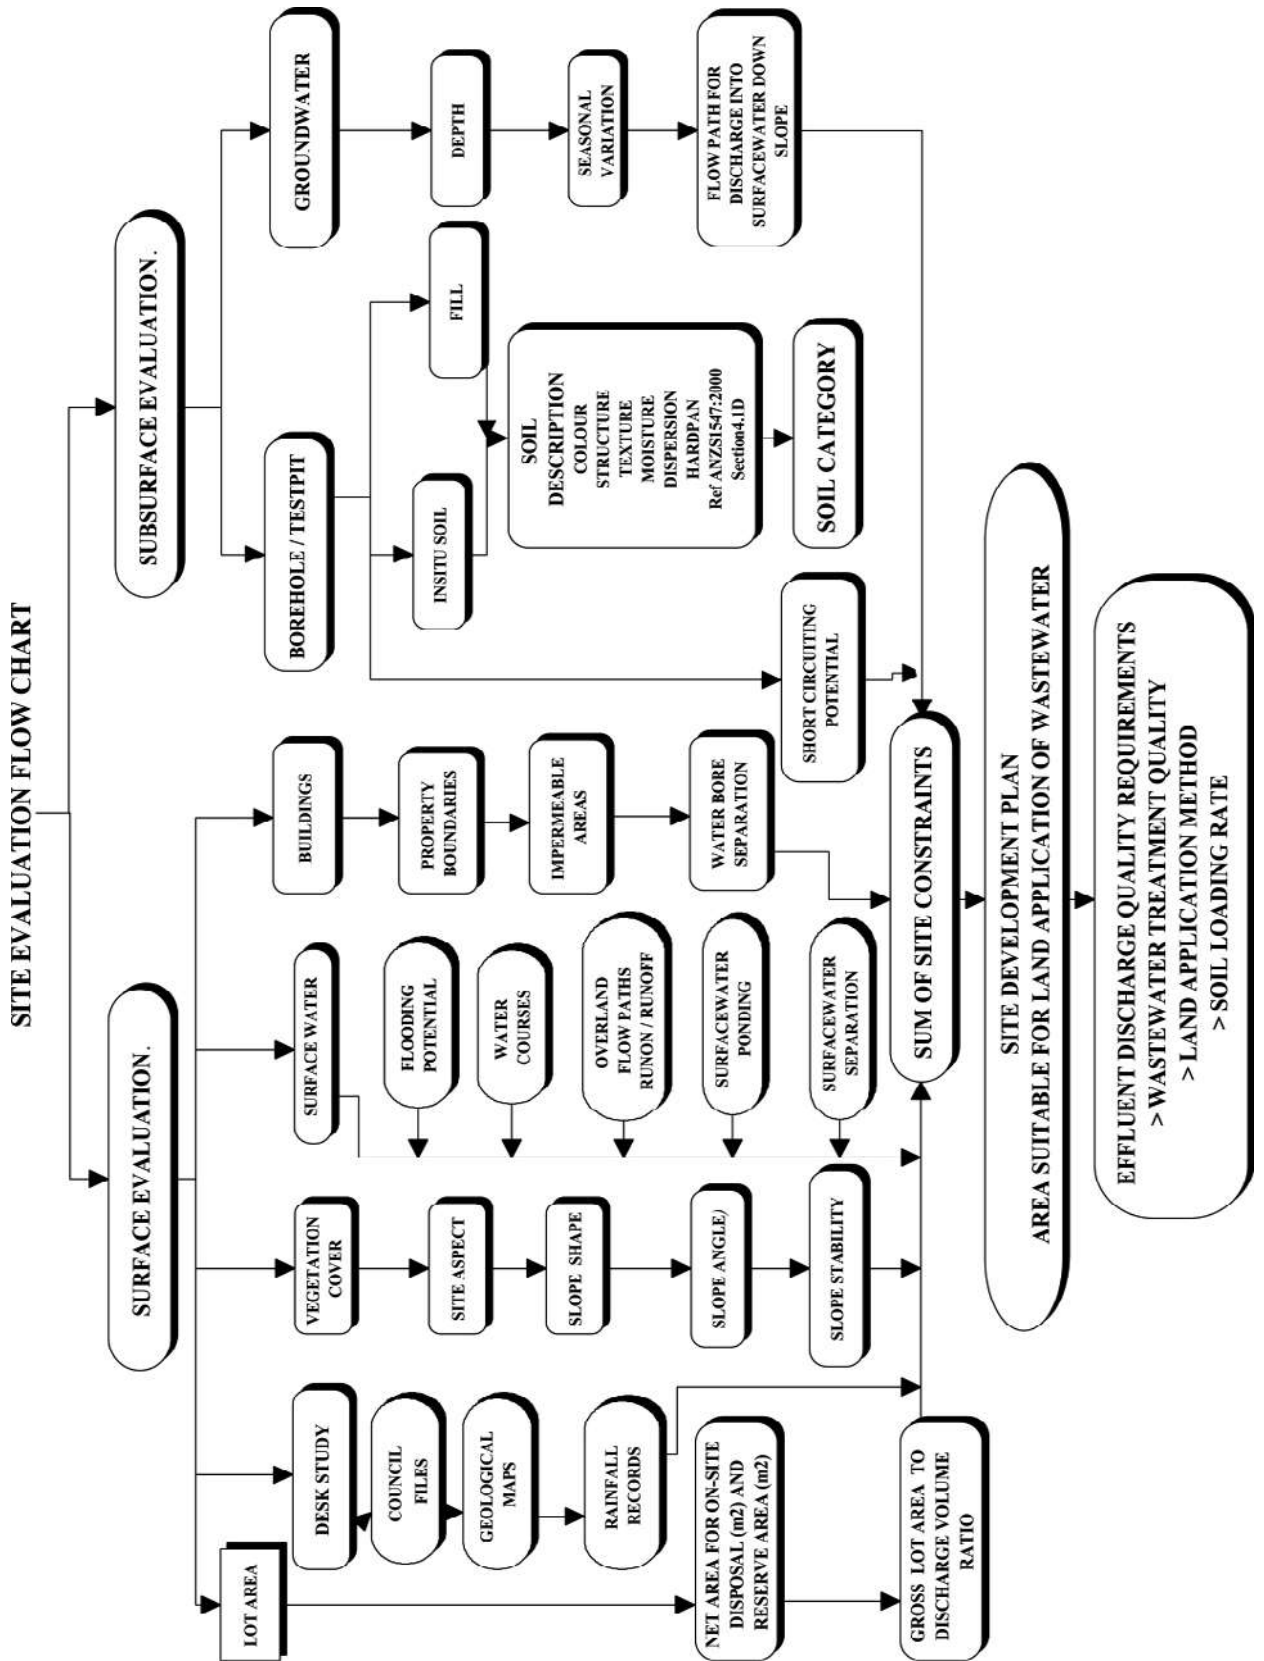 SITE EVALUATION FLOW CHART
SURFACE EVALUATION.
SUBSURFACE EVALUATION.
LOT AREA
DESK STUDY
VEGETATION
COVER
SURFACE WATER
BUILDINGS
BOREHOLE / TESTPIT
GROUNDWATER
COUNCIL
FILES
GEOLOGICAL
MAPS
RAINFALL
RECORDS
NET AREA FOR ON-SITE
DISPOSAL (m2) AND
RESERVE AREA (m2)
GROSS LOT AREA TO
DISCHARGE VOLUME
RATIO
SITE ASPECT
SLOPE SHAPE
SLOPE ANGLE)
SLOPE STABILITY
FLOODING
POTENTIAL
WATER
COURSES
OVERLAND
FLOW PATHS
RUNON / RUNOFF
SURFACEWATER
PONDING
SURFACEWATER
SEPARATION
PROPERTY
BOUNDARIES
IMPERMEABLE
AREAS
WATER BORE
SEPARATION
INSITU SOIL
FILL
SOIL
DESCRIPTION
COLOUR
STRUCTURE
TEXTURE
MOISTURE
DISPERSION
HARDPAN
Ref ANZS1547:2000
Section4.1D
SOIL CATEGORY
SHORT CIRCUITING
POTENTIAL
DEPTH
SEASONAL
VARIATION
FLOW PATH FOR
DISCHARGE INTO
SURFACEWATER DOWN
SLOPE
SUM OF SITE CONSTRAINTS
SITE DEVELOPMENT PLAN
AREA SUITABLE FOR LAND APPLICATION OF WASTEWATER
EFFLUENT DISCHARGE QUALITY REQUIREMENTS
> WASTEWATER TREATMENT QUALITY
> LAND APPLICATION METHOD
> SOIL LOADING RATE